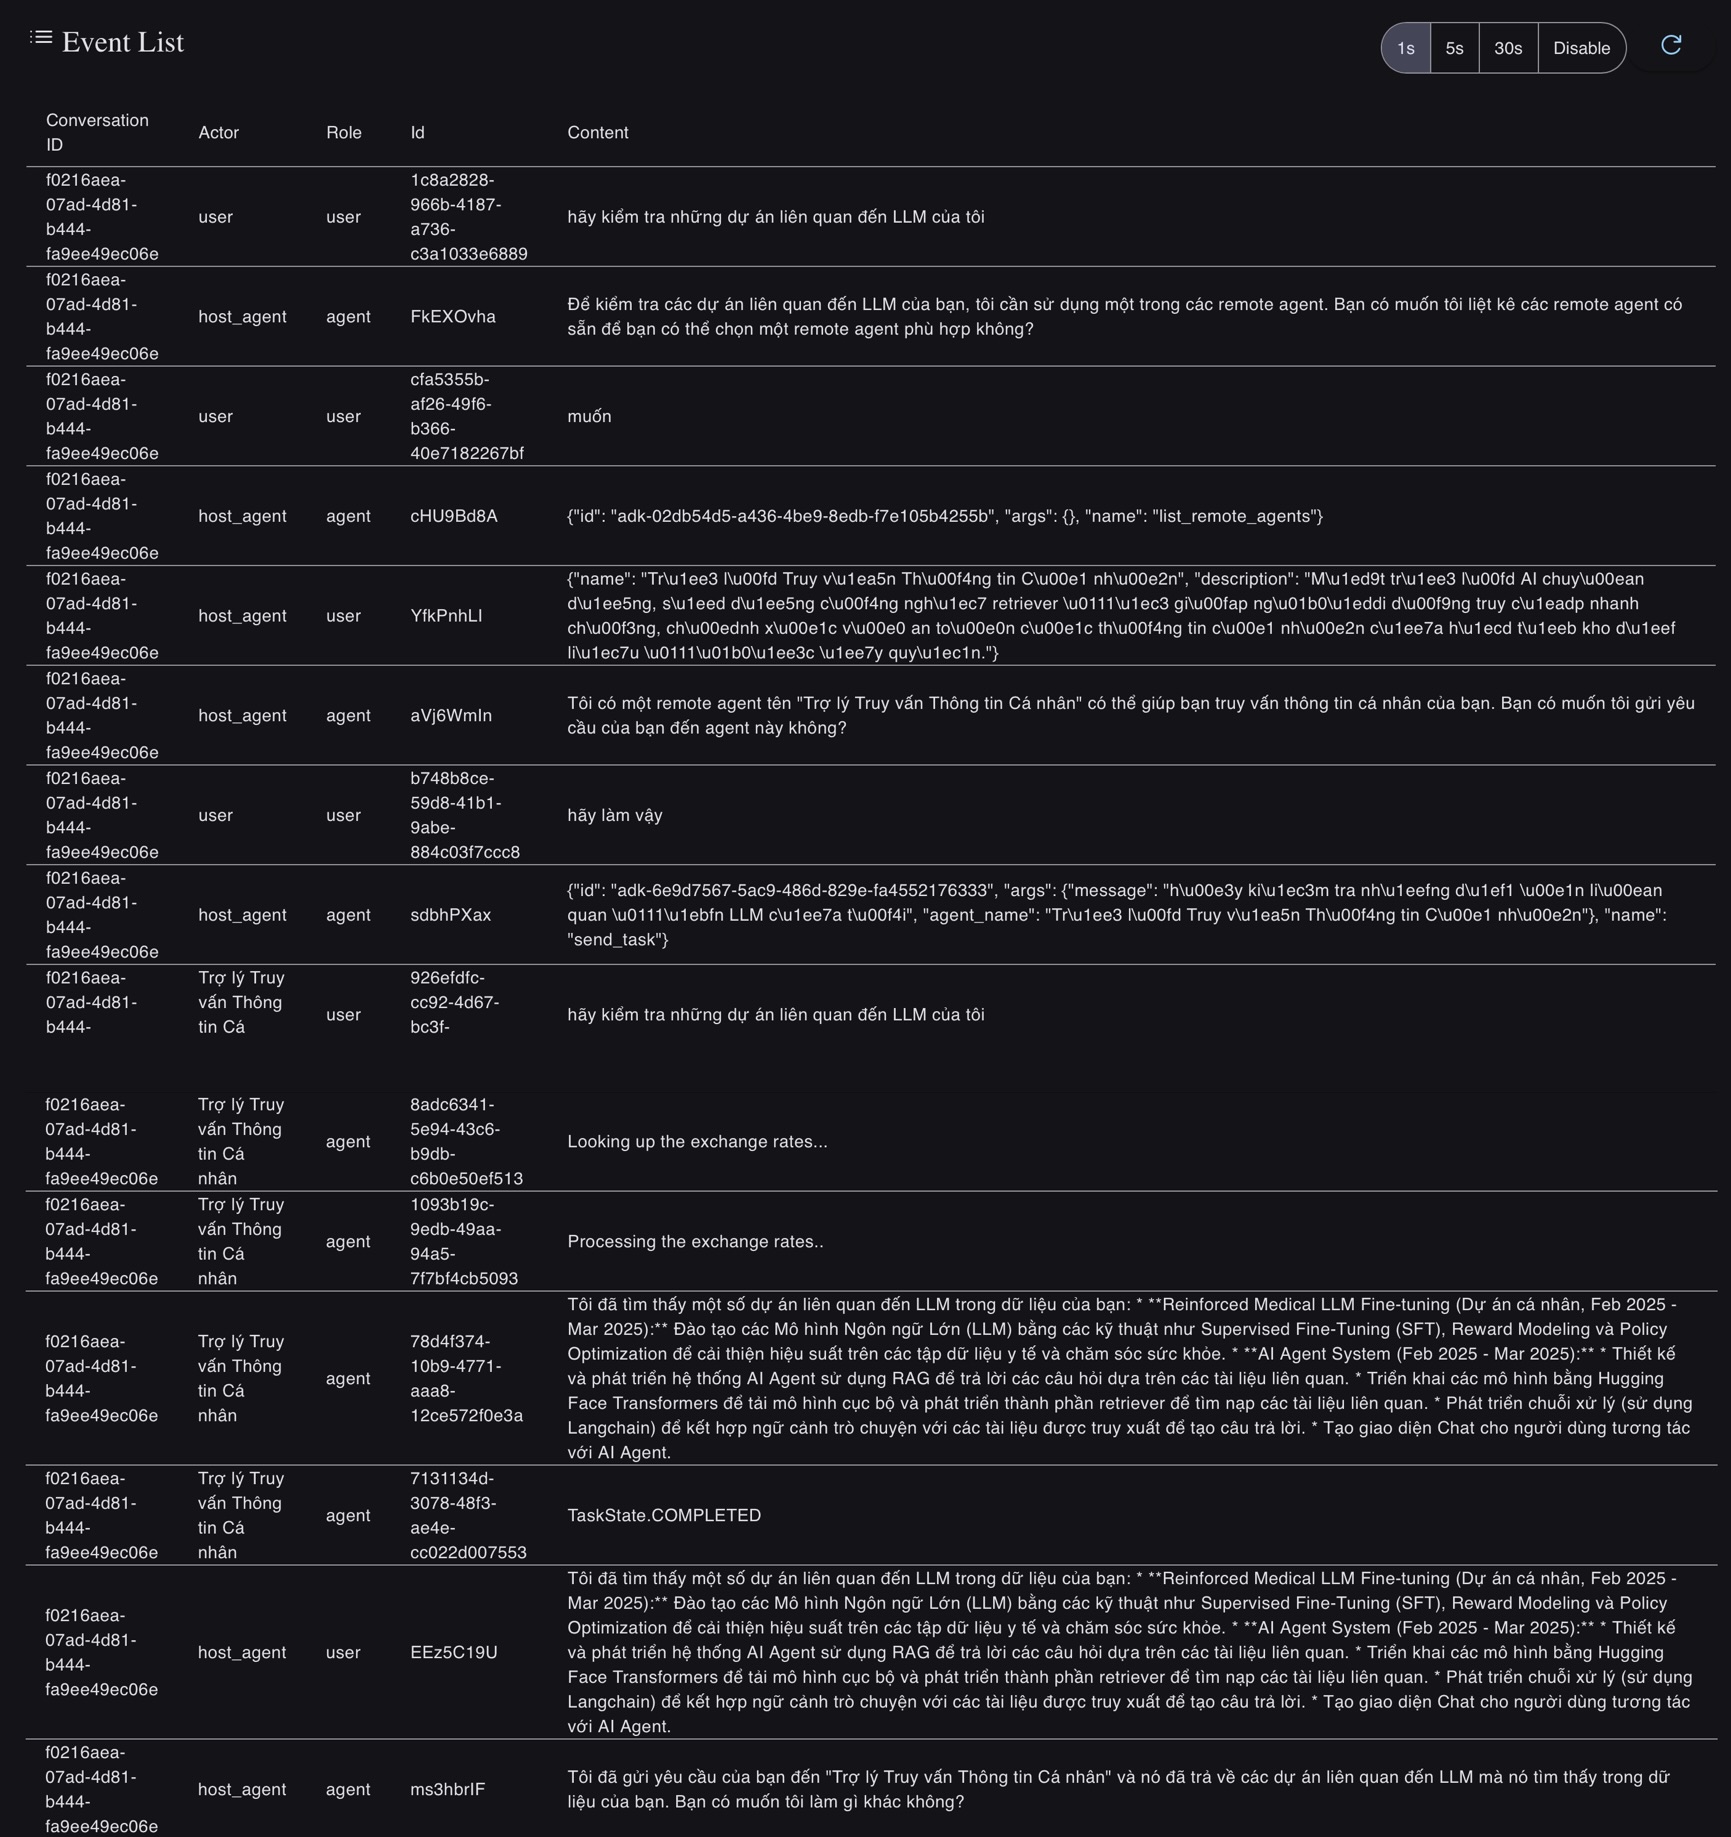 Event List
1s 5s 30s Disable
Conversation ID Actor Role Id Content
f0216aea-
07ad-4d81-
b444-
fa9ee49ec06e
user
user
1c8a2828-
966b-4187-
a736-
c3a1033e6889
hãy kiểm tra những dự án liên quan đến LLM của tôi
f0216aea-
07ad-4d81-
b444-
fa9ee49ec06e
host_agent
agent
FkEXOvha
Để kiểm tra các dự án liên quan đến LLM của bạn, tôi cần sử dụng một trong các remote agent. Bạn có muốn tôi liệt kê các remote agent có
sẵn để bạn có thể chọn một remote agent phù hợp không?
f0216aea-
07ad-4d81-
b444-
fa9ee49ec06e
user
user
cfa5355b-
af26-49f6-
b366-
40e7182267bf
muốn
f0216aea-
07ad-4d81-
b444-
fa9ee49ec06e
host_agent
agent
cHU9Bd8A
{"id": "adk-02db54d5-a436-4be9-8edb-f7e105b4255b", "args": {}, "name": "list_remote_agents"}
f0216aea-
07ad-4d81-
b444-
fa9ee49ec06e
host_agent
user
YfkPnhLI
{"name": "Tr\u1ee3 l\u00fd Truy v\u1ea5n Th\u00f4ng tin C\u00e1 nh\u00e2n", "description": "M\u1ed9t tr\u1ee3 l\u00fd AI chuy\u00ean
d\u1ee5ng, s\u1eed d\u1ee5ng c\u00f4ng ngh\u1ec7 retriever \u0111\u1ec3 gi\u00fap ng\u01b0\u1eddi d\u00f9ng truy c\u1eadp nhanh
ch\u00f3ng, ch\u00ednh x\u00e1c v\u00e0 an to\u00e0n c\u00e1c th\u00f4ng tin c\u00e1 nh\u00e2n c\u1ee7a h\u1ecd t\u1eeb kho d\u1eef
li\u1ec7u \u0111\u01b0\u1ee3c \u1ee7y quy\u1ec1n."}
f0216aea-
07ad-4d81-
b444-
fa9ee49ec06e
host_agent
agent
aVj6WmIn
Tôi có một remote agent tên "Trợ lý Truy vấn Thông tin Cá nhân" có thể giúp bạn truy vấn thông tin cá nhân của bạn. Bạn có muốn tôi gửi yêu
cầu của bạn đến agent này không?
f0216aea-
07ad-4d81-
b444-
fa9ee49ec06e
user
user
b748b8ce-
59d8-41b1-
9abe-
884c03f7ccc8
hãy làm vậy
f0216aea-
07ad-4d81-
b444-
fa9ee49ec06e
host_agent
agent
sdbhPXax
{"id": "adk-6e9d7567-5ac9-486d-829e-fa4552176333", "args": {"message": "h\u00e3y ki\u1ec3m tra nh\u1eefng d\u1ef1 \u00e1n li\u00ean
quan \u0111\u1ebfn LLM c\u1ee7a t\u00f4i", "agent_name": "Tr\u1ee3 l\u00fd Truy v\u1ea5n Th\u00f4ng tin C\u00e1 nh\u00e2n"}, "name":
"send_task"}
f0216aea-
07ad-4d81-
b444-
Trợ lý Truy
vấn Thông
tin Cá
user
926efdfc-
cc92-4d67-
bc3f-
hãy kiểm tra những dự án liên quan đến LLM của tôi
f0216aea-
07ad-4d81-
b444-
fa9ee49ec06e
Trợ lý Truy
vấn Thông
tin Cá
nhân
agent
8adc6341-
5e94-43c6-
b9db-
c6b0e50ef513
Looking up the exchange rates...
f0216aea-
07ad-4d81-
b444-
fa9ee49ec06e
Trợ lý Truy
vấn Thông
tin Cá
nhân
agent
1093b19c-
9edb-49aa-
94a5-
7f7bf4cb5093
Processing the exchange rates..
f0216aea-
07ad-4d81-
b444-
fa9ee49ec06e
Trợ lý Truy
vấn Thông
tin Cá
nhân
agent
78d4f374-
10b9-4771-
aaa8-
12ce572f0e3a
Tôi đã tìm thấy một số dự án liên quan đến LLM trong dữ liệu của bạn: * **Reinforced Medical LLM Fine-tuning (Dự án cá nhân, Feb 2025 -
Mar 2025):** Đào tạo các Mô hình Ngôn ngữ Lớn (LLM) bằng các kỹ thuật như Supervised Fine-Tuning (SFT), Reward Modeling và Policy
Optimization để cải thiện hiệu suất trên các tập dữ liệu y tế và chăm sóc sức khỏe. * **AI Agent System (Feb 2025 - Mar 2025):** * Thiết kế
và phát triển hệ thống AI Agent sử dụng RAG để trả lời các câu hỏi dựa trên các tài liệu liên quan. * Triển khai các mô hình bằng Hugging
Face Transformers để tải mô hình cục bộ và phát triển thành phần retriever để tìm nạp các tài liệu liên quan. * Phát triển chuỗi xử lý (sử dụng
Langchain) để kết hợp ngữ cảnh trò chuyện với các tài liệu được truy xuất để tạo câu trả lời. * Tạo giao diện Chat cho người dùng tương tác
với AI Agent.
f0216aea-
07ad-4d81-
b444-
fa9ee49ec06e
Trợ lý Truy
vấn Thông
tin Cá
nhân
agent
7131134d-
3078-48f3-
ae4e-
cc022d007553
TaskState.COMPLETED
f0216aea-
07ad-4d81-
b444-
fa9ee49ec06e
host_agent
user
EEz5C19U
Tôi đã tìm thấy một số dự án liên quan đến LLM trong dữ liệu của bạn: * **Reinforced Medical LLM Fine-tuning (Dự án cá nhân, Feb 2025 -
Mar 2025):** Đào tạo các Mô hình Ngôn ngữ Lớn (LLM) bằng các kỹ thuật như Supervised Fine-Tuning (SFT), Reward Modeling và Policy
Optimization để cải thiện hiệu suất trên các tập dữ liệu y tế và chăm sóc sức khỏe. * **AI Agent System (Feb 2025 - Mar 2025):** * Thiết kế
và phát triển hệ thống AI Agent sử dụng RAG để trả lời các câu hỏi dựa trên các tài liệu liên quan. * Triển khai các mô hình bằng Hugging
Face Transformers để tải mô hình cục bộ và phát triển thành phần retriever để tìm nạp các tài liệu liên quan. * Phát triển chuỗi xử lý (sử dụng
Langchain) để kết hợp ngữ cảnh trò chuyện với các tài liệu được truy xuất để tạo câu trả lời. * Tạo giao diện Chat cho người dùng tương tác
với AI Agent.
f0216aea-
07ad-4d81-
b444-
fa9ee49ec06e
host_agent
agent
ms3hbrIF
Tôi đã gửi yêu cầu của bạn đến "Trợ lý Truy vấn Thông tin Cá nhân" và nó đã trả về các dự án liên quan đến LLM mà nó tìm thấy trong dữ
liệu của bạn. Bạn có muốn tôi làm gì khác không?